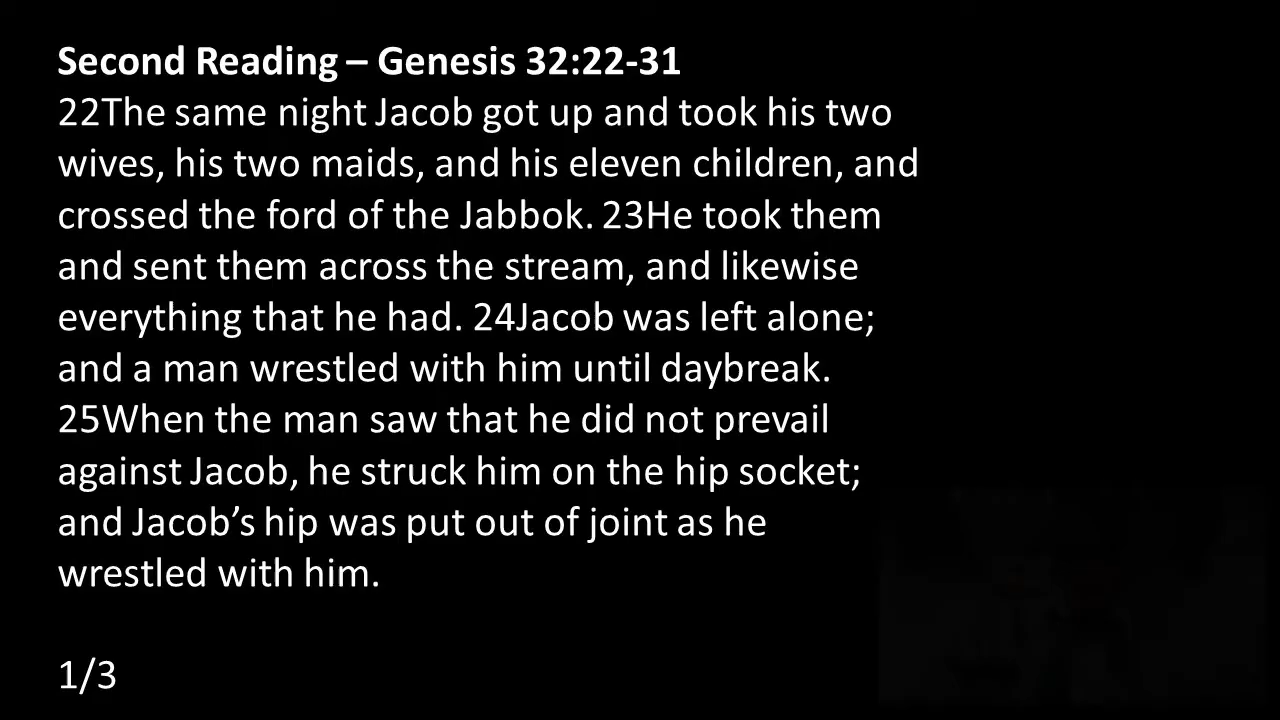 Second Reading – Genesis 32:22-31
22The same night Jacob got up and took his two
wives, his two maids, and his eleven children, and
crossed the ford of the Jabbok. 23He took them
and sent them across the stream, and likewise
everything that he had. 24Jacob was left alone;
and a man wrestled with him until daybreak.
25When the man saw that he did not prevail
against Jacob, he struck him on the hip socket;
and Jacob’s hip was put out of joint as he
wrestled with him.
1/3